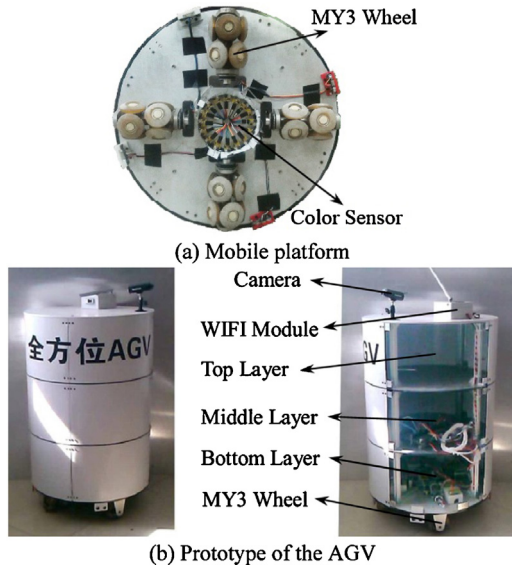 MY3 Wheel
Color Sensor
(a) Mobile platform
Camera
WIFI Module
Top Layer
Middle Layer
Bottom Layer
MY3 Wheel
全方位AGV
GV
(b) Prototype of the AGV